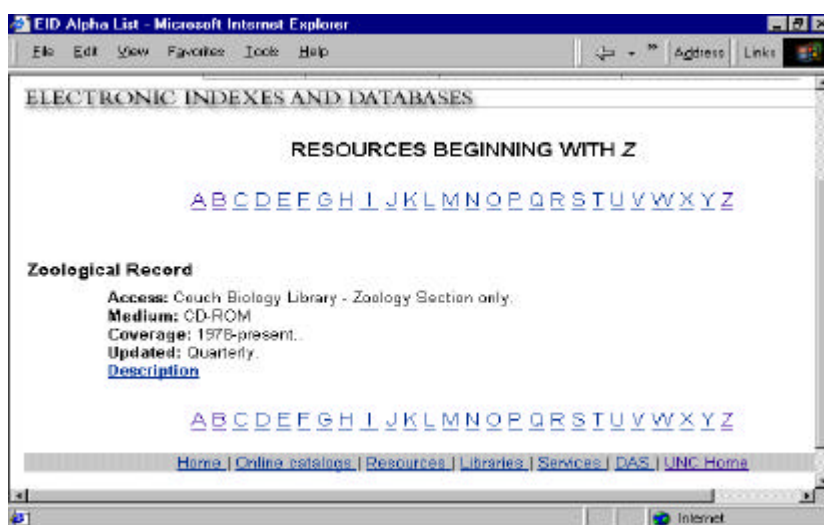 EID Alpha List - Microsoft Internet Explorer
File Edit View Favorites Tools Help » Address Links
ELECTRONIC INDEXES AND DATABASES
RESOURCES BEGINNING WITH Z
A B C D E F G H I J K L M N O P Q R S T U V W X Y Z
Zoological Record
Access: Couch Biology Library - Zoology Section only.
Medium: CD-ROM
Coverage: 1978-present.
Updated: Quarterly.
Description
A B C D E F G H I J K L M N O P Q R S T U V W X Y Z
Home | Online catalogs | Resources | Libraries | Services | DAS | UNC Home
Internet